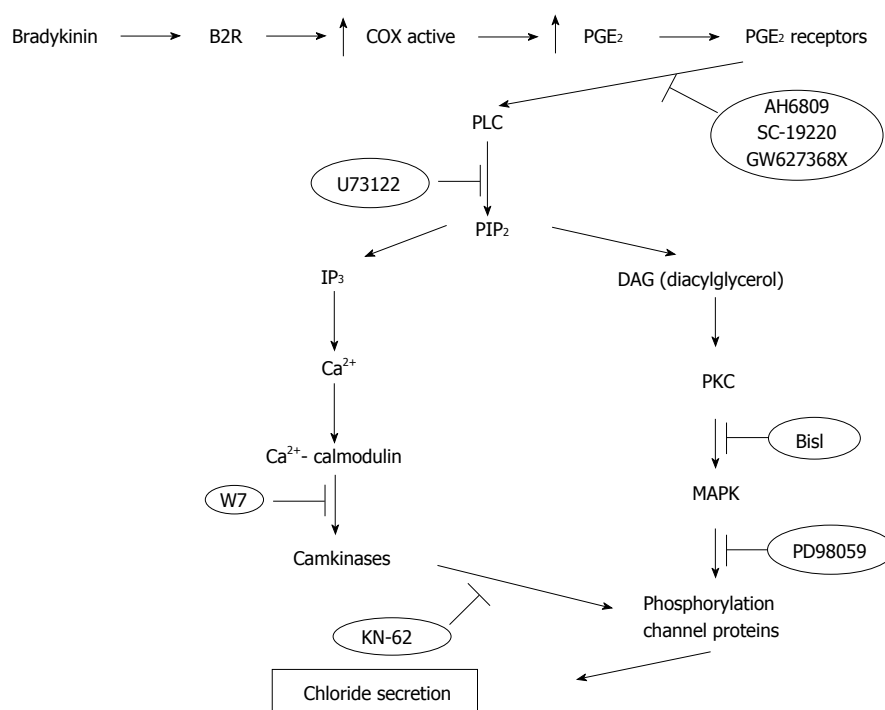 Bradykinin B2R COX active PGE₂ PGE₂ receptors
AH6809
SC-19220
GW627368X
PLC
U73122
PIP₂
IP₃
DAG (diacylglycerol)
Ca²⁺
PKC
Ca²⁺- calmodulin
BisI
MAPK
W7
Camkinases
PD98059
Phosphorylation
channel proteins
KN-62
Chloride secretion